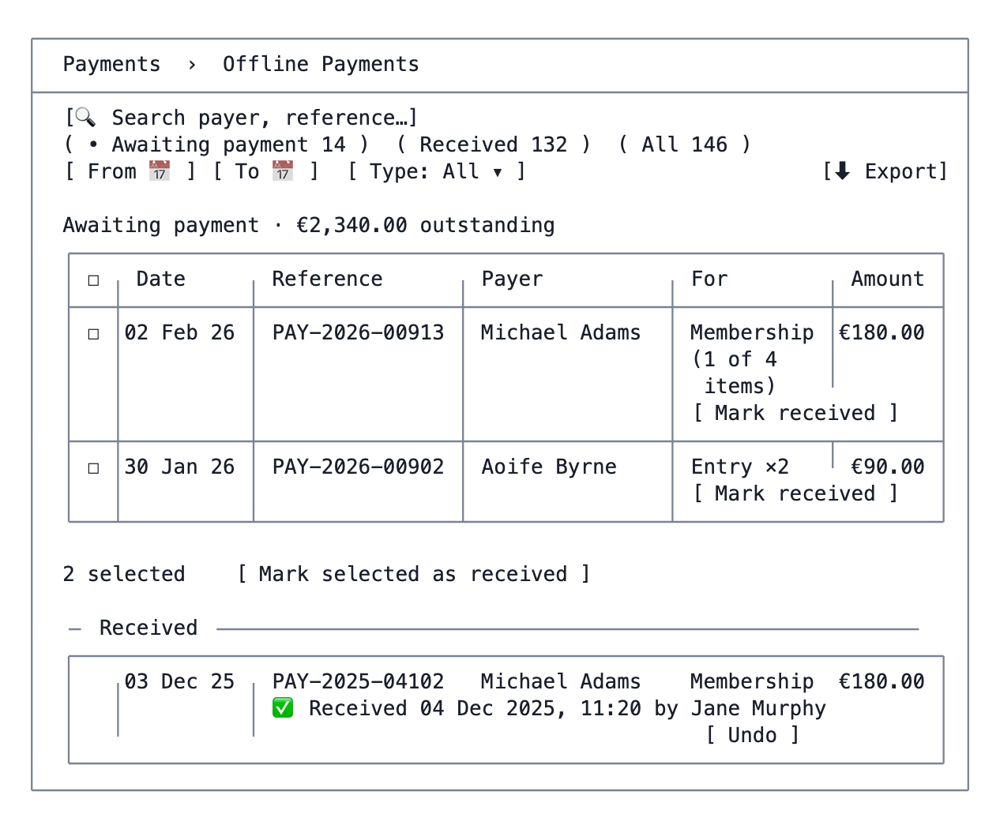 Payments › Offline Payments
[🔍 Search payer, reference…]
( • Awaiting payment 14 ) ( Received 132 ) ( All 146 )
[ From 📅 ] [ To 📅 ] [ Type: All ▾ ] [⬇ Export]
Awaiting payment · €2,340.00 outstanding
☐ Date Reference Payer For Amount
☐ 02 Feb 26 PAY-2026-00913 Michael Adams Membership €180.00
(1 of 4
items)
[ Mark received ]
☐ 30 Jan 26 PAY-2026-00902 Aoife Byrne Entry ×2 €90.00
[ Mark received ]
2 selected [ Mark selected as received ]
─ Received ─
03 Dec 25 PAY-2025-04102 Michael Adams Membership €180.00
✅ Received 04 Dec 2025, 11:20 by Jane Murphy
[ Undo ]